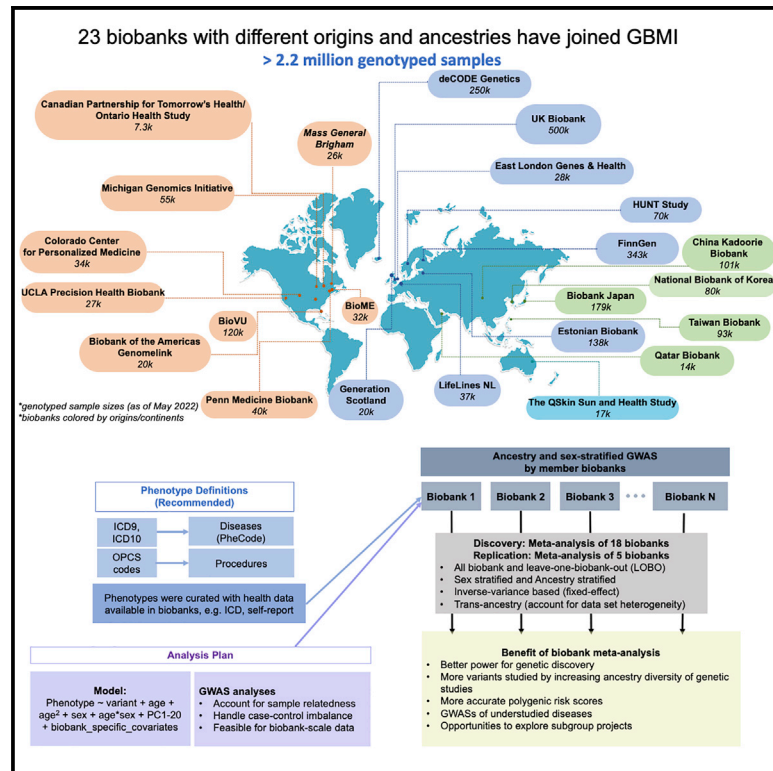 23 biobanks with different origins and ancestries have joined GBMI
> 2.2 million genotyped samples
deCODE Genetics
250k
Canadian Partnership for Tomorrow's Health/
Ontario Health Study
7.3k
Mass General
Brigham
26k
UK Biobank
500k
East London Genes & Health
28k
Michigan Genomics Initiative
55k
HUNT Study
70k
Colorado Center
for Personalized Medicine
34k
FinnGen
343k
China Kadoorie
Biobank
101k
National Biobank of Korea
80k
UCLA Precision Health Biobank
27k
BioME
32k
Biobank Japan
179k
BioVU
120k
Taiwan Biobank
93k
Estonian Biobank
138k
Biobank of the Americas
Genomelink
20k
Qatar Biobank
14k
Penn Medicine Biobank
40k
Generation
Scotland
20k
LifeLines NL
37k
The QSkin Sun and Health Study
17k
*genotyped sample sizes (as of May 2022)
*biobanks colored by origins/continents
Phenotype Definitions
(Recommended)
ICD9,
ICD10
Diseases
(PheCode)
OPCS
codes
Procedures
Phenotypes were curated with health data
available in biobanks, e.g. ICD, self-report
Analysis Plan
Model:
Phenotype ~ variant + age +
age² + sex + age*sex + PC1-20
+ biobank_specific_covariates
GWAS analyses
• Account for sample relatedness
• Handle case-control imbalance
• Feasible for biobank-scale data
Ancestry and sex-stratified GWAS
by member biobanks
Biobank 1
Biobank 2
Biobank 3
Biobank N
Discovery: Meta-analysis of 18 biobanks
Replication: Meta-analysis of 5 biobanks
• All biobank and leave-one-biobank-out (LOBO)
• Sex stratified and Ancestry stratified
• Inverse-variance based (fixed-effect)
• Trans-ancestry (account for data set heterogeneity)
Benefit of biobank meta-analysis
• Better power for genetic discovery
• More variants studied by increasing ancestry diversity of genetic
studies
• More accurate polygenic risk scores
• GWASs of understudied diseases
• Opportunities to explore subgroup projects